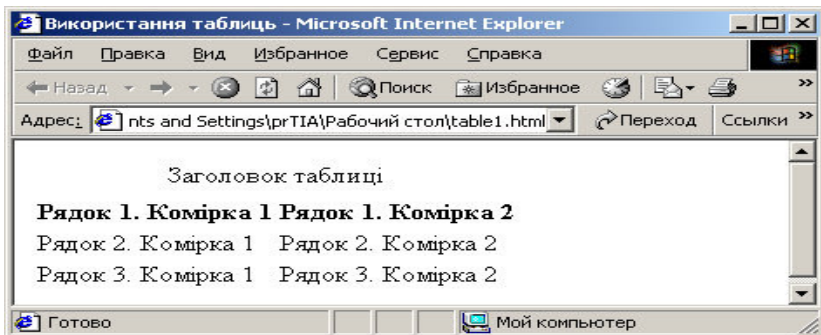 Використання таблиць - Microsoft Internet Explorer
Файл Правка Вид Избранное Сервис Справка
Назад Поиск Избранное »
Адрес: nts and Settings\prTIA\Рабочий стол\table1.html Переход Ссылки »
Заголовок таблиці
Рядок 1. Комірка 1 Рядок 1. Комірка 2
Рядок 2. Комірка 1 Рядок 2. Комірка 2
Рядок 3. Комірка 1 Рядок 3. Комірка 2
Готово Мой компьютер